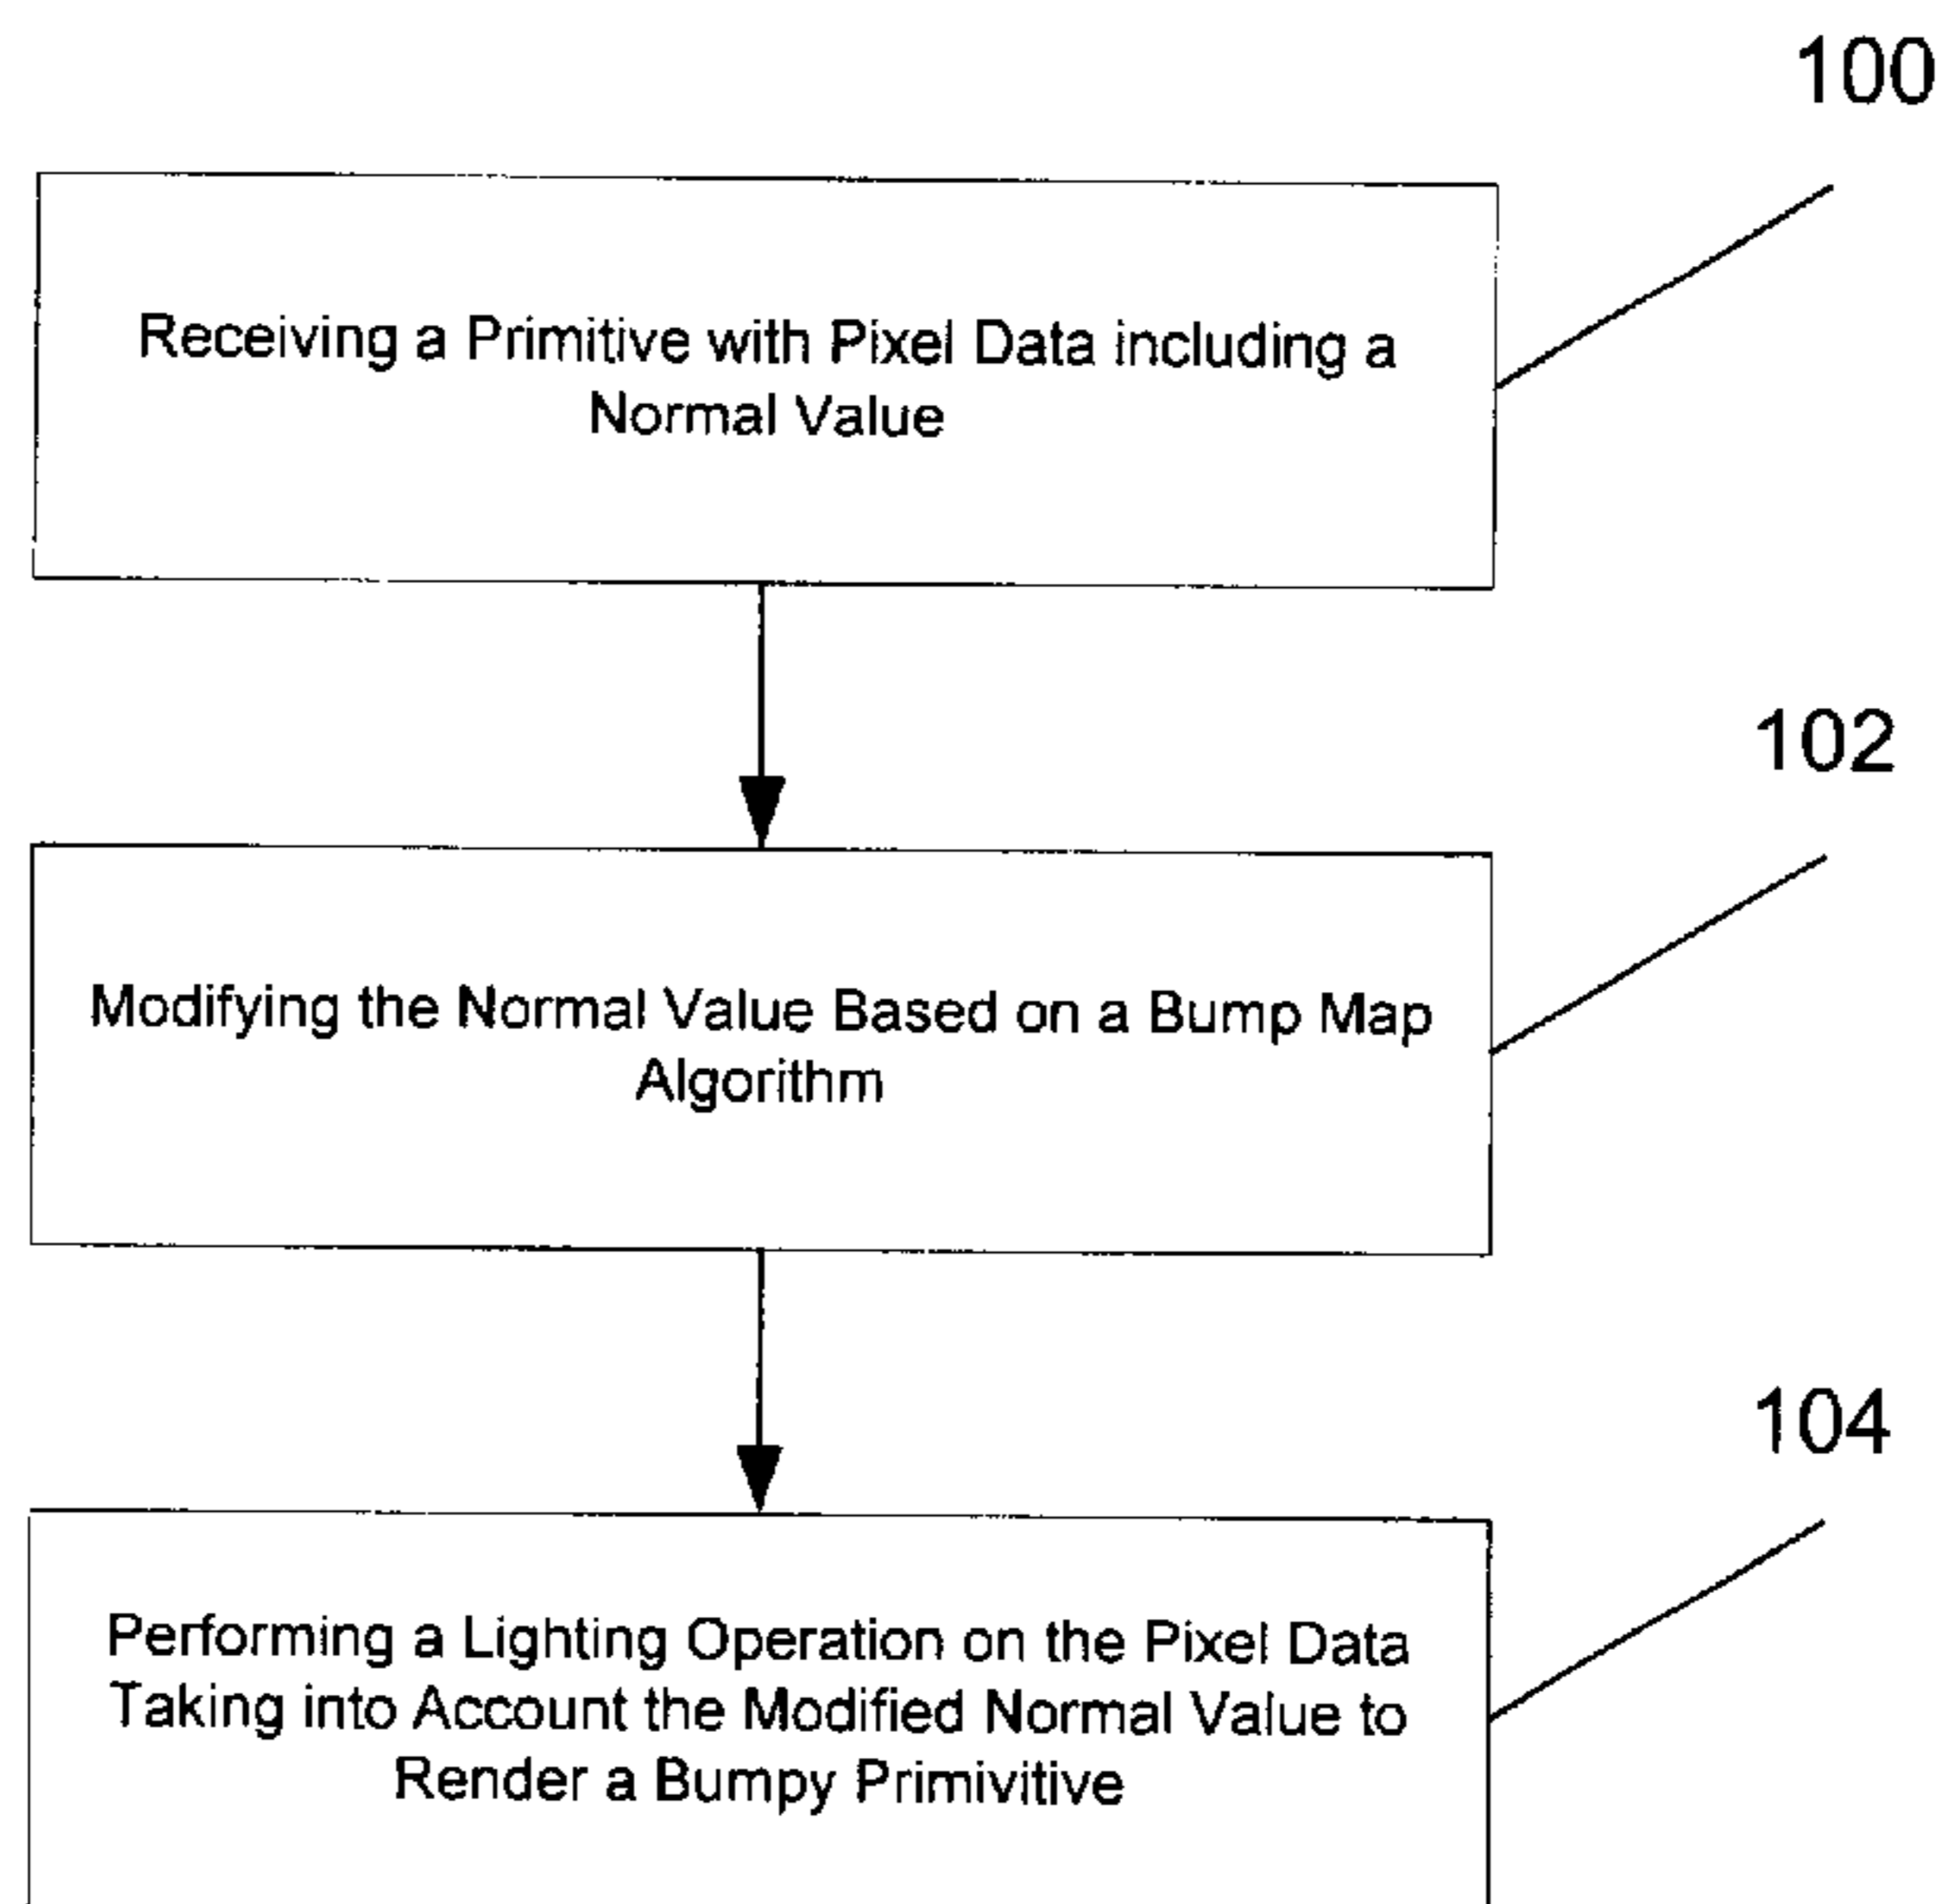 100
Receiving a Primitive with Pixel Data including a
Normal Value
102
Modifying the Normal Value Based on a Bump Map
Algorithm
104
Performing a Lighting Operation on the Pixel Data
Taking into Account the Modified Normal Value to
Render a Bumpy Primivitive